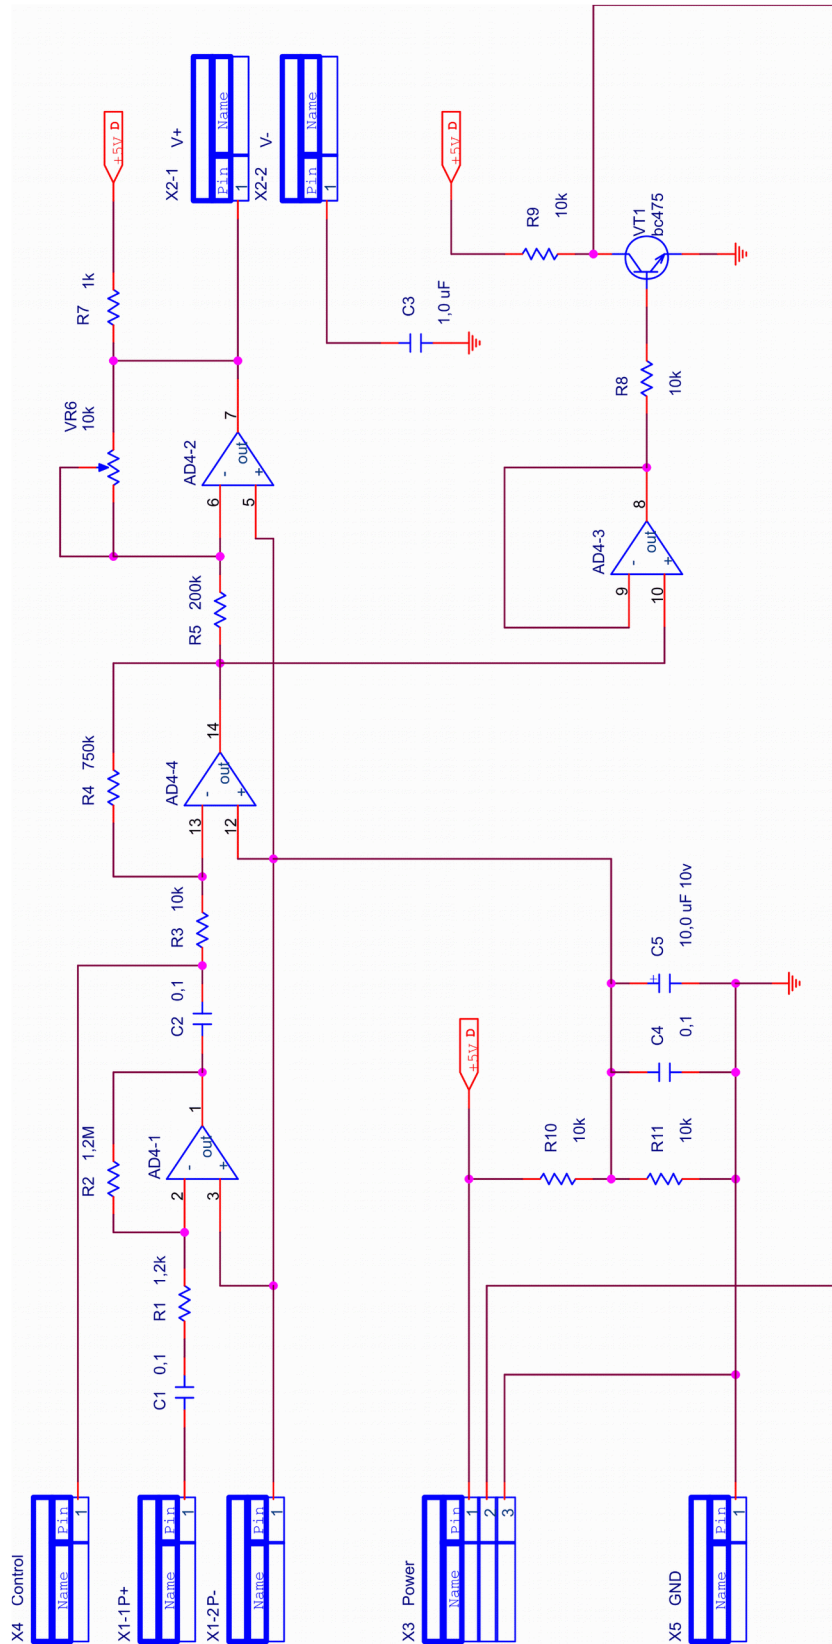 X4 Control
Name Pin
1
X1-1 P+
Name Pin
1
X1-2 P-
Name Pin
1
C1 0,1
R1 1,2k
R2 1,2M
AD4-1
2
3
-
+
out
1
C2 0,1
R3 10k
R4 750k
AD4-4
13
12
-
+
out
14
R5 200k
VR6
10k
AD4-2
6
5
-
+
out
7
R7 1k
+5V D
X2-1 V+
Pin Name
1
X2-2 V-
Pin Name
1
C3
1,0 uF
X3 Power
Name Pin
1
2
3
X5 GND
Name Pin
1
+5V D
R10
10k
R11
10k
C4
0,1
C5
+
10,0 uF 10v
AD4-3
9
10
-
+
out
8
R8
10k
R9
10k
+5V D
VT1
bc475